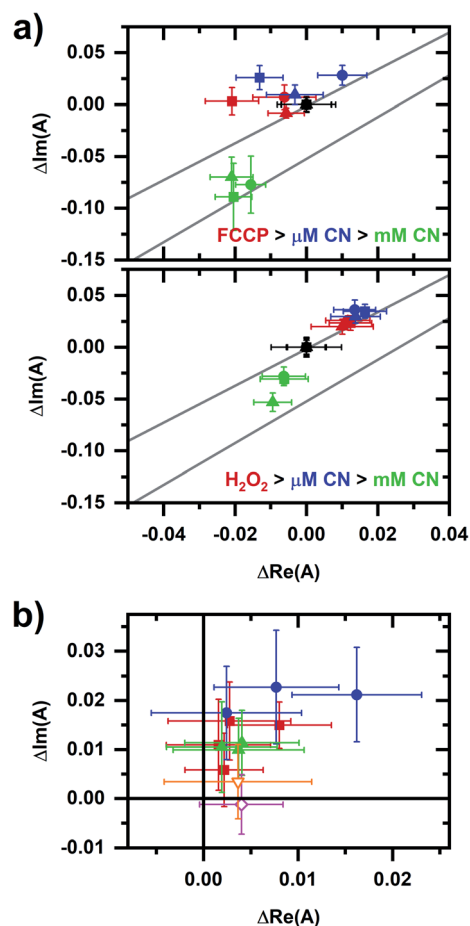 a)
0.05
0.00
-0.05
-0.10
-0.15
ΔIm(A)
FCCP > μM CN > mM CN
0.05
0.00
-0.05
-0.10
-0.15
ΔIm(A)
H₂O₂ > μM CN > mM CN
-0.04 -0.02 0.00 0.02 0.04
ΔRe(A)
b)
0.03
0.02
0.01
0.00
-0.01
ΔIm(A)
0.00 0.01 0.02
ΔRe(A)